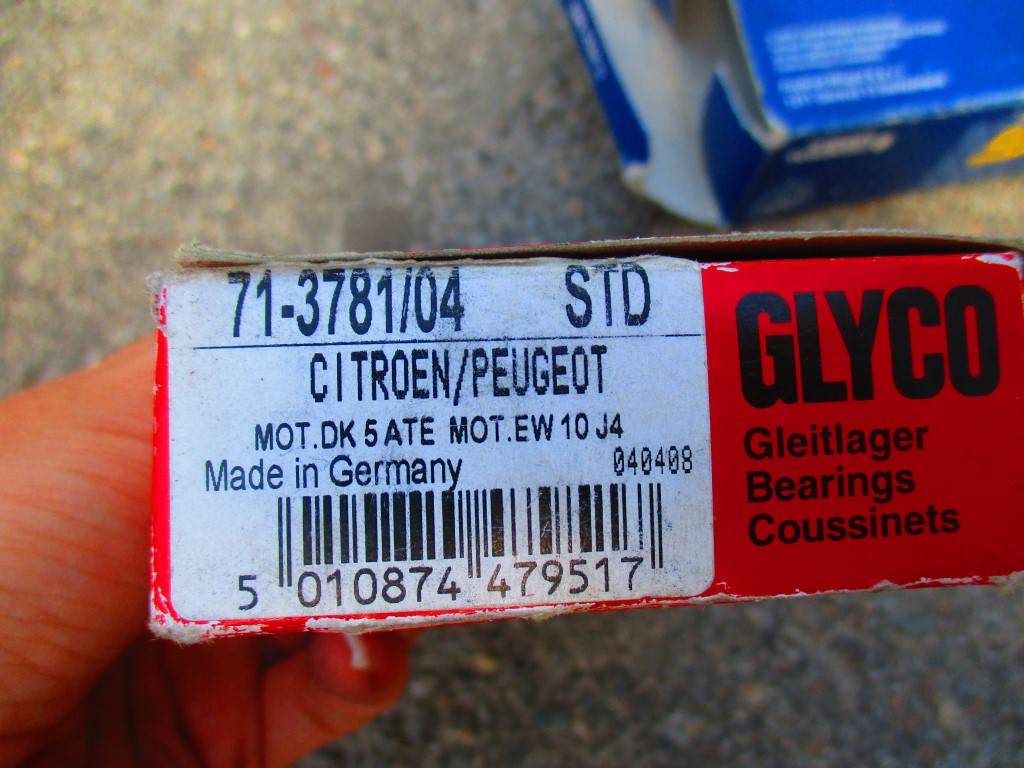 71-3781/04 STD
CITROEN/PEUGEOT
MOT.DK 5 ATE MOT.EW 10 J4
Made in Germany 040408
5 010874 479517
GLYCO
Gleitlager
Bearings
Coussinets